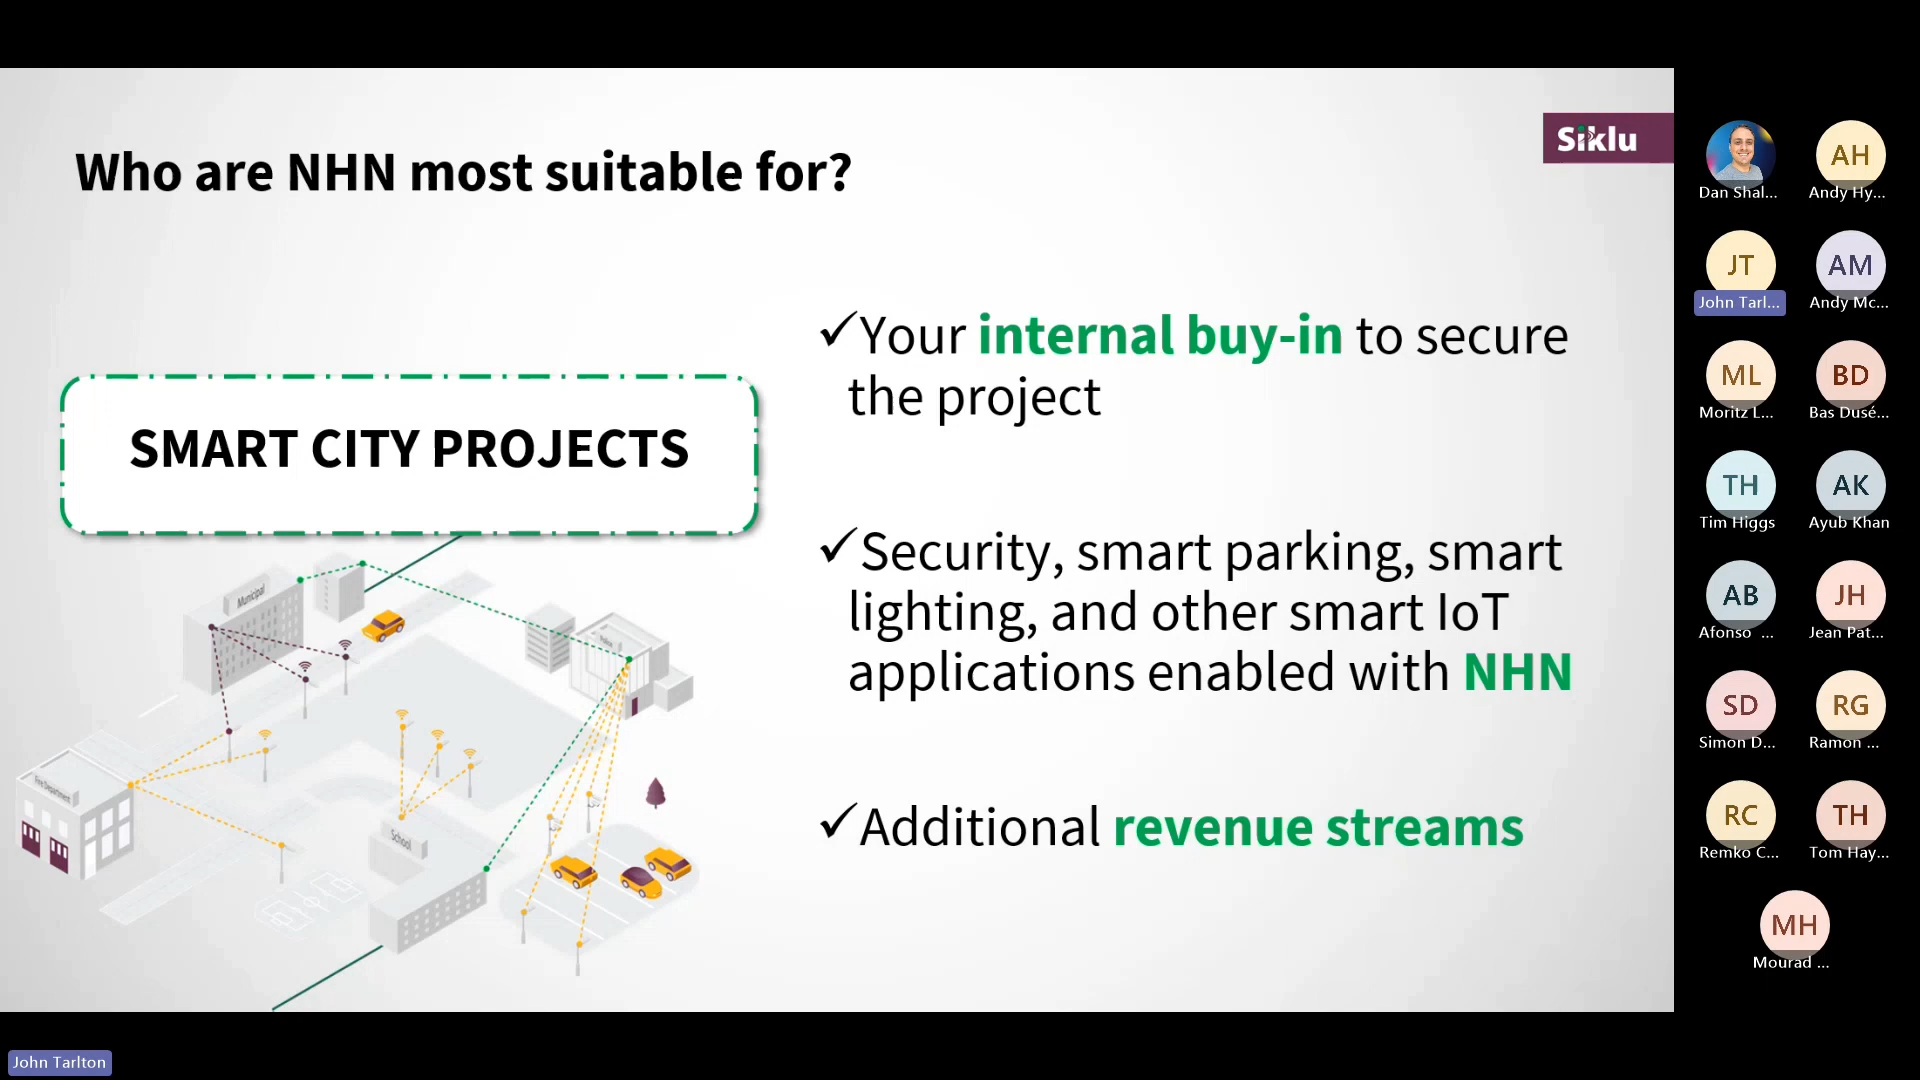 Who are NHN most suitable for?
Siklu
SMART CITY PROJECTS
✓Your internal buy-in to secure
the project
✓Security, smart parking, smart
lighting, and other smart IoT
applications enabled with NHN
✓Additional revenue streams
Municipal
Fire Department
School
Dan Shal...
AH
Andy Hy...
JT
John Tarl...
AM
Andy Mc...
ML
Moritz L...
BD
Bas Dusé...
TH
Tim Higgs
AK
Ayub Khan
AB
Afonso ...
JH
Jean Pat...
SD
Simon D...
RG
Ramon ...
RC
Remko C...
TH
Tom Hay...
MH
Mourad ...
John Tarlton